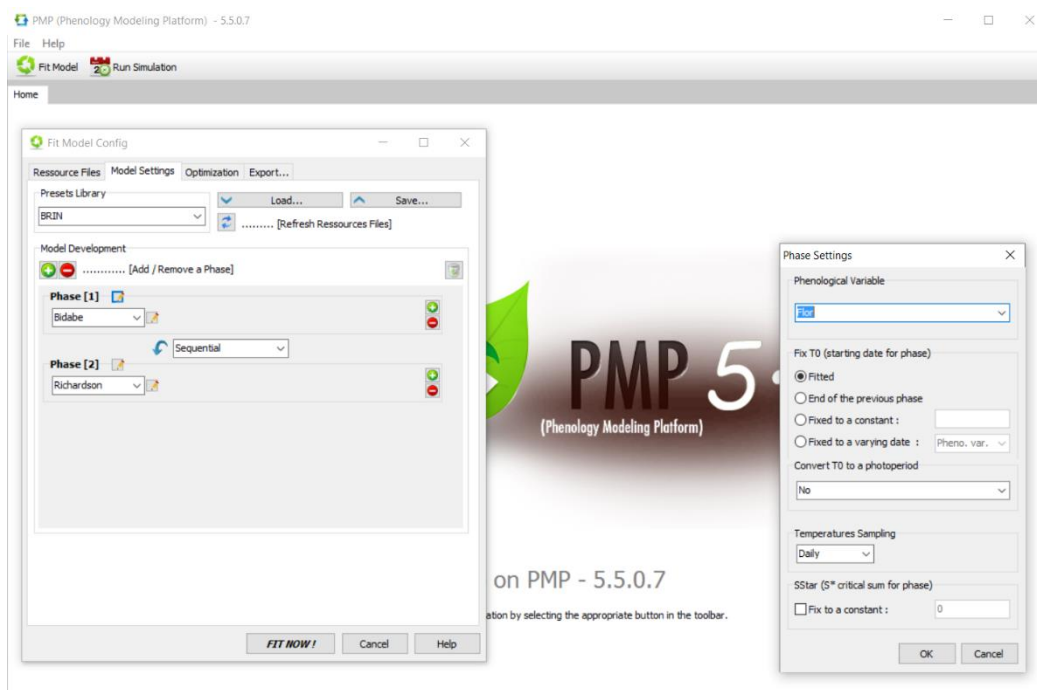 PMP (Phenology Modeling Platform) - 5.5.0.7
File Help
Fit Model Run Simulation
Home
Fit Model Config
Ressource Files Model Settings Optimization Export...
Presets Library
BRIN
Load... Save...
......... [Refresh Ressources Files]
Model Development
............ [Add / Remove a Phase]
Phase [1]
Bidabe
Sequential
Phase [2]
Richardson
FIT NOW ! Cancel Help
PMP 5
(Phenology Modeling Platform)
on PMP - 5.5.0.7
ation by selecting the appropriate button in the toolbar.
Phase Settings
Phenological Variable
Flor
Fix T0 (starting date for phase)
Fitted
End of the previous phase
Fixed to a constant :
Fixed to a varying date : Pheno. var.
Convert T0 to a photoperiod
No
Temperatures Sampling
Daily
SStar (S* critical sum for phase)
Fix to a constant : 0
OK Cancel